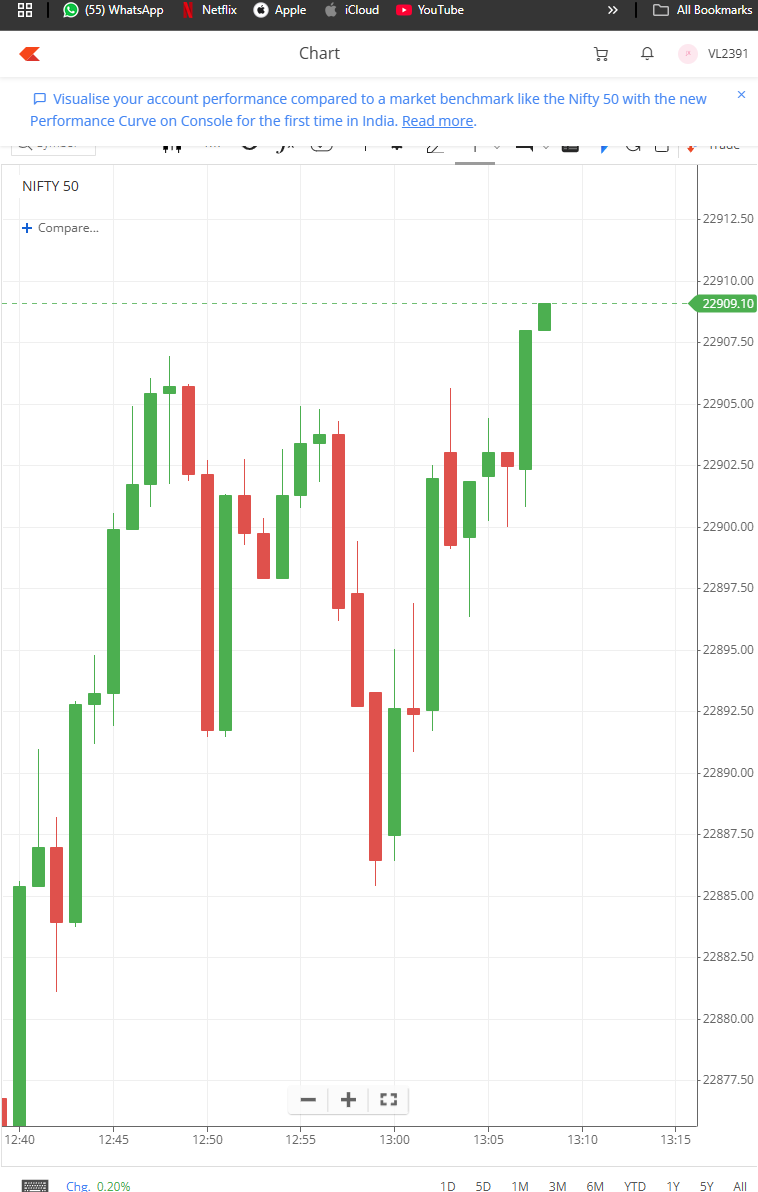 (55) WhatsApp Netflix Apple iCloud YouTube » All Bookmarks
Chart VL2391
Visualise your account performance compared to a market benchmark like the Nifty 50 with the new
Performance Curve on Console for the first time in India. Read more.
NIFTY 50
+ Compare...
22912.50
22910.00
22909.10
22907.50
22905.00
22902.50
22900.00
22897.50
22895.00
22892.50
22890.00
22887.50
22885.00
22882.50
22880.00
22877.50
12:40 12:45 12:50 12:55 13:00 13:05 13:10 13:15
Chg. 0.20% 1D 5D 1M 3M 6M YTD 1Y 5Y All